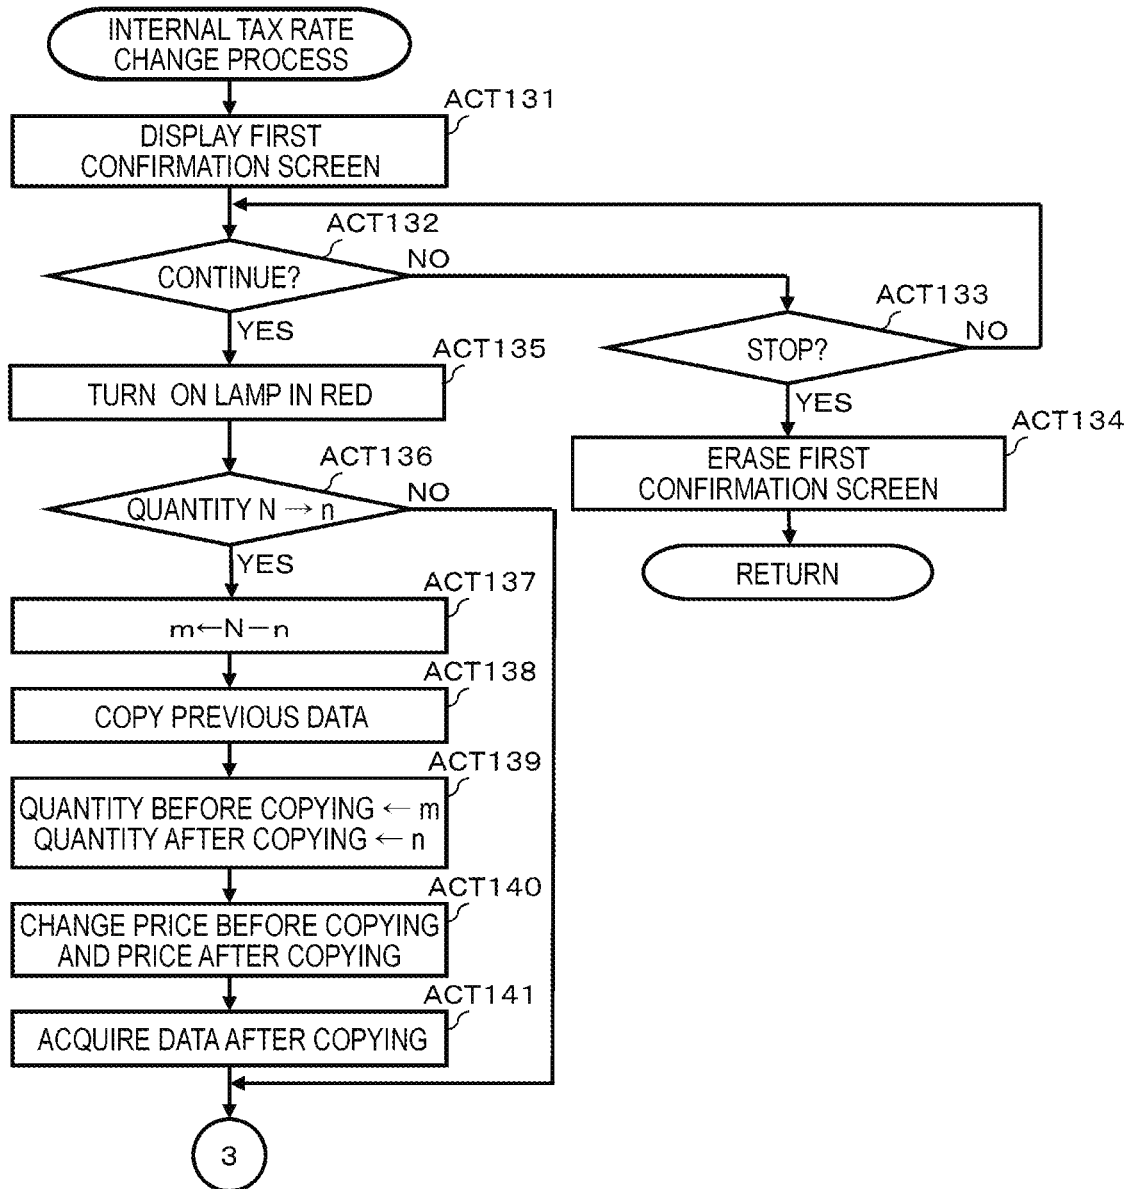 INTERNAL TAX RATE
CHANGE PROCESS
ACT131
DISPLAY FIRST
CONFIRMATION SCREEN
ACT132
CONTINUE?
NO
YES
ACT133
STOP?
NO
YES
ACT134
ERASE FIRST
CONFIRMATION SCREEN
RETURN
ACT135
TURN ON LAMP IN RED
ACT136
QUANTITY N → n
NO
YES
ACT137
m←N−n
ACT138
COPY PREVIOUS DATA
ACT139
QUANTITY BEFORE COPYING ← m
QUANTITY AFTER COPYING ← n
ACT140
CHANGE PRICE BEFORE COPYING
AND PRICE AFTER COPYING
ACT141
ACQUIRE DATA AFTER COPYING
3